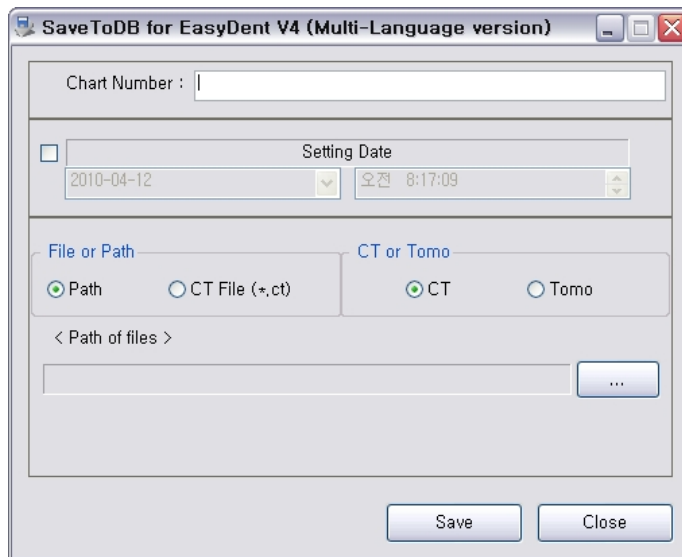 SaveToDB for EasyDent V4 (Multi-Language version)
Chart Number :
Setting Date
2010-04-12 오전 8:17:09
File or Path CT or Tomo
Path CT File (*.ct) CT Tomo
< Path of files >
...
Save Close